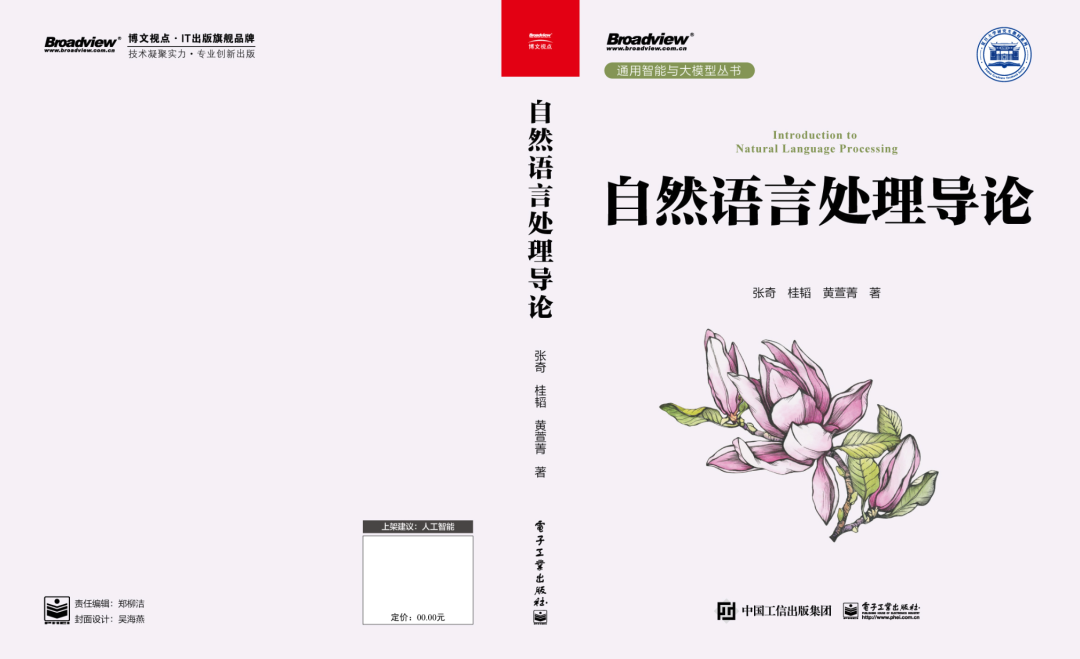 Broadview®
www.broadview.com.cn
博文视点·IT出版旗舰品牌
技术凝聚实力·专业创新出版
上架建议：人工智能
定价：00.00元
责任编辑：郑柳洁
封面设计：吴海燕
Broadview
博文视点
自然语言处理导论
张奇 桂韬 黄萱菁 著
電子工業出版社
Broadview®
www.broadview.com.cn
通用智能与大模型丛书
Introduction to
Natural Language Processing
自然语言处理导论
张奇 桂韬 黄萱菁 著
中国工信出版集团
電子工業出版社
http://www.phei.com.cn